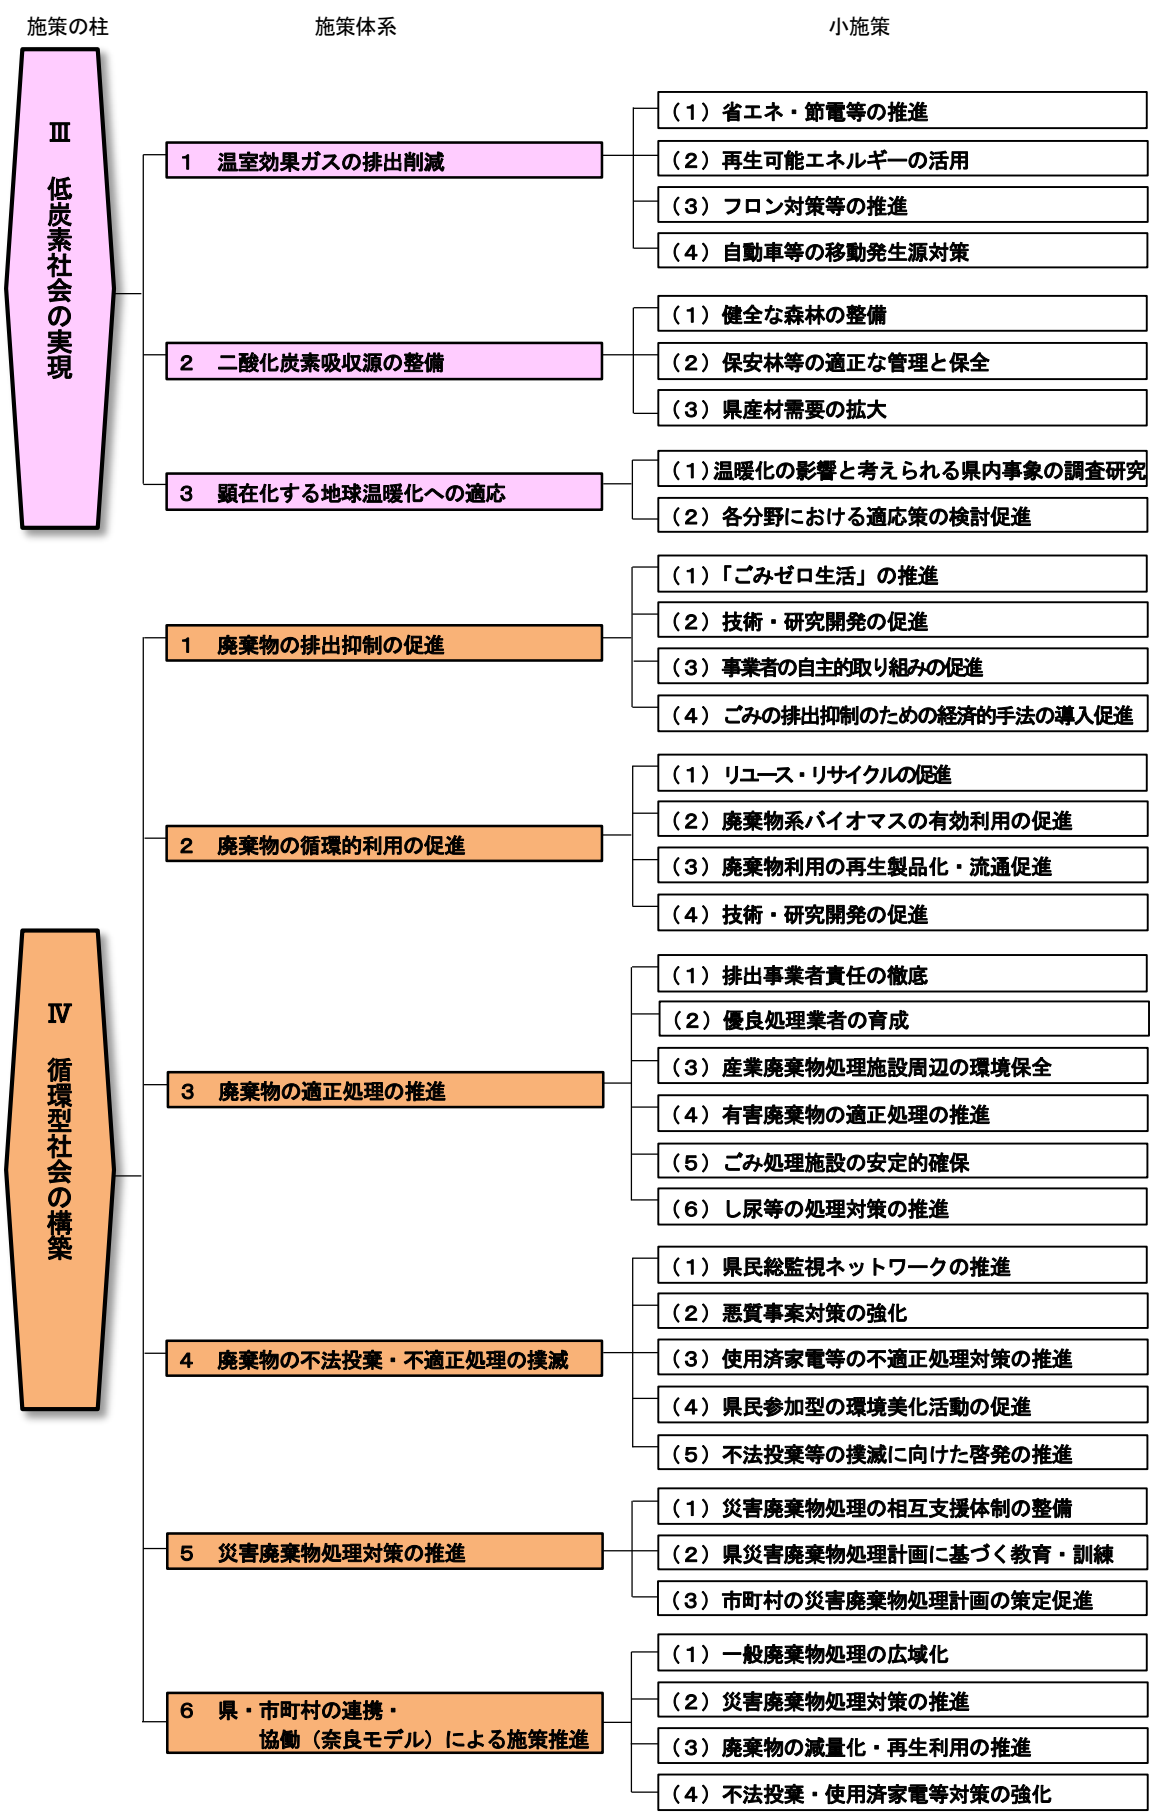 施策の柱　施策体系　小施策
Ⅲ　低炭素社会の実現
1　温室効果ガスの排出削減
（1）省エネ・節電等の推進
（2）再生可能エネルギーの活用
（3）フロン対策等の推進
（4）自動車等の移動発生源対策
2　二酸化炭素吸収源の整備
（1）健全な森林の整備
（2）保安林等の適正な管理と保全
（3）県産材需要の拡大
3　顕在化する地球温暖化への適応
（1）温暖化の影響と考えられる県内事象の調査研究
（2）各分野における適応策の検討促進
Ⅳ　循環型社会の構築
1　廃棄物の排出抑制の促進
（1）「ごみゼロ生活」の推進
（2）技術・研究開発の促進
（3）事業者の自主的取り組みの促進
（4）ごみの排出抑制のための経済的手法の導入促進
2　廃棄物の循環的利用の促進
（1）リユース・リサイクルの促進
（2）廃棄物系バイオマスの有効利用の促進
（3）廃棄物利用の再生製品化・流通促進
（4）技術・研究開発の促進
3　廃棄物の適正処理の推進
（1）排出事業者責任の徹底
（2）優良処理業者の育成
（3）産業廃棄物処理施設周辺の環境保全
（4）有害廃棄物の適正処理の推進
（5）ごみ処理施設の安定的確保
（6）し尿等の処理対策の推進
4　廃棄物の不法投棄・不適正処理の撲滅
（1）県民総監視ネットワークの推進
（2）悪質事案対策の強化
（3）使用済家電等の不適正処理対策の推進
（4）県民参加型の環境美化活動の促進
（5）不法投棄等の撲滅に向けた啓発の推進
5　災害廃棄物処理対策の推進
（1）災害廃棄物処理の相互支援体制の整備
（2）県災害廃棄物処理計画に基づく教育・訓練
（3）市町村の災害廃棄物処理計画の策定促進
6　県・市町村の連携・
協働（奈良モデル）による施策推進
（1）一般廃棄物処理の広域化
（2）災害廃棄物処理対策の推進
（3）廃棄物の減量化・再生利用の推進
（4）不法投棄・使用済家電等対策の強化